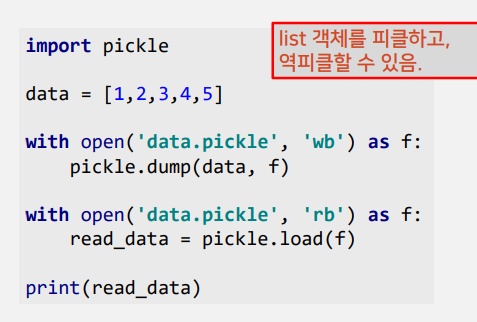 import pickle
list 객체를 피클하고,
역피클할 수 있음.
data = [1,2,3,4,5]
with open('data.pickle', 'wb') as f:
    pickle.dump(data, f)
with open('data.pickle', 'rb') as f:
    read_data = pickle.load(f)
print(read_data)